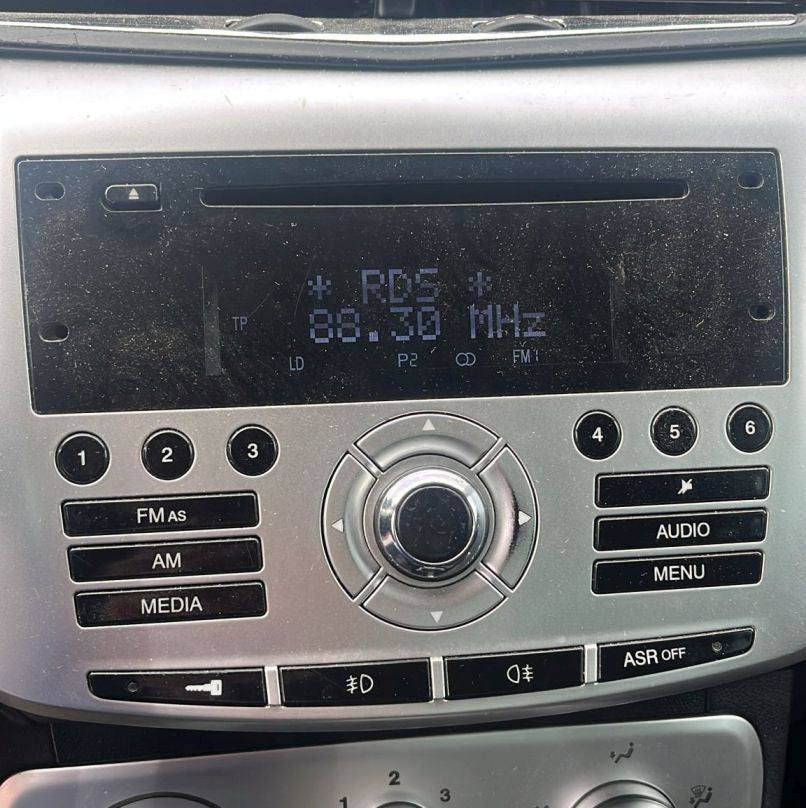 * RDS *
TP
88.30 MHz
LD P2 FM1
1 2 3 4 5 6
FM AS
AM
MEDIA
AUDIO
MENU
ASR OFF
1 2 3